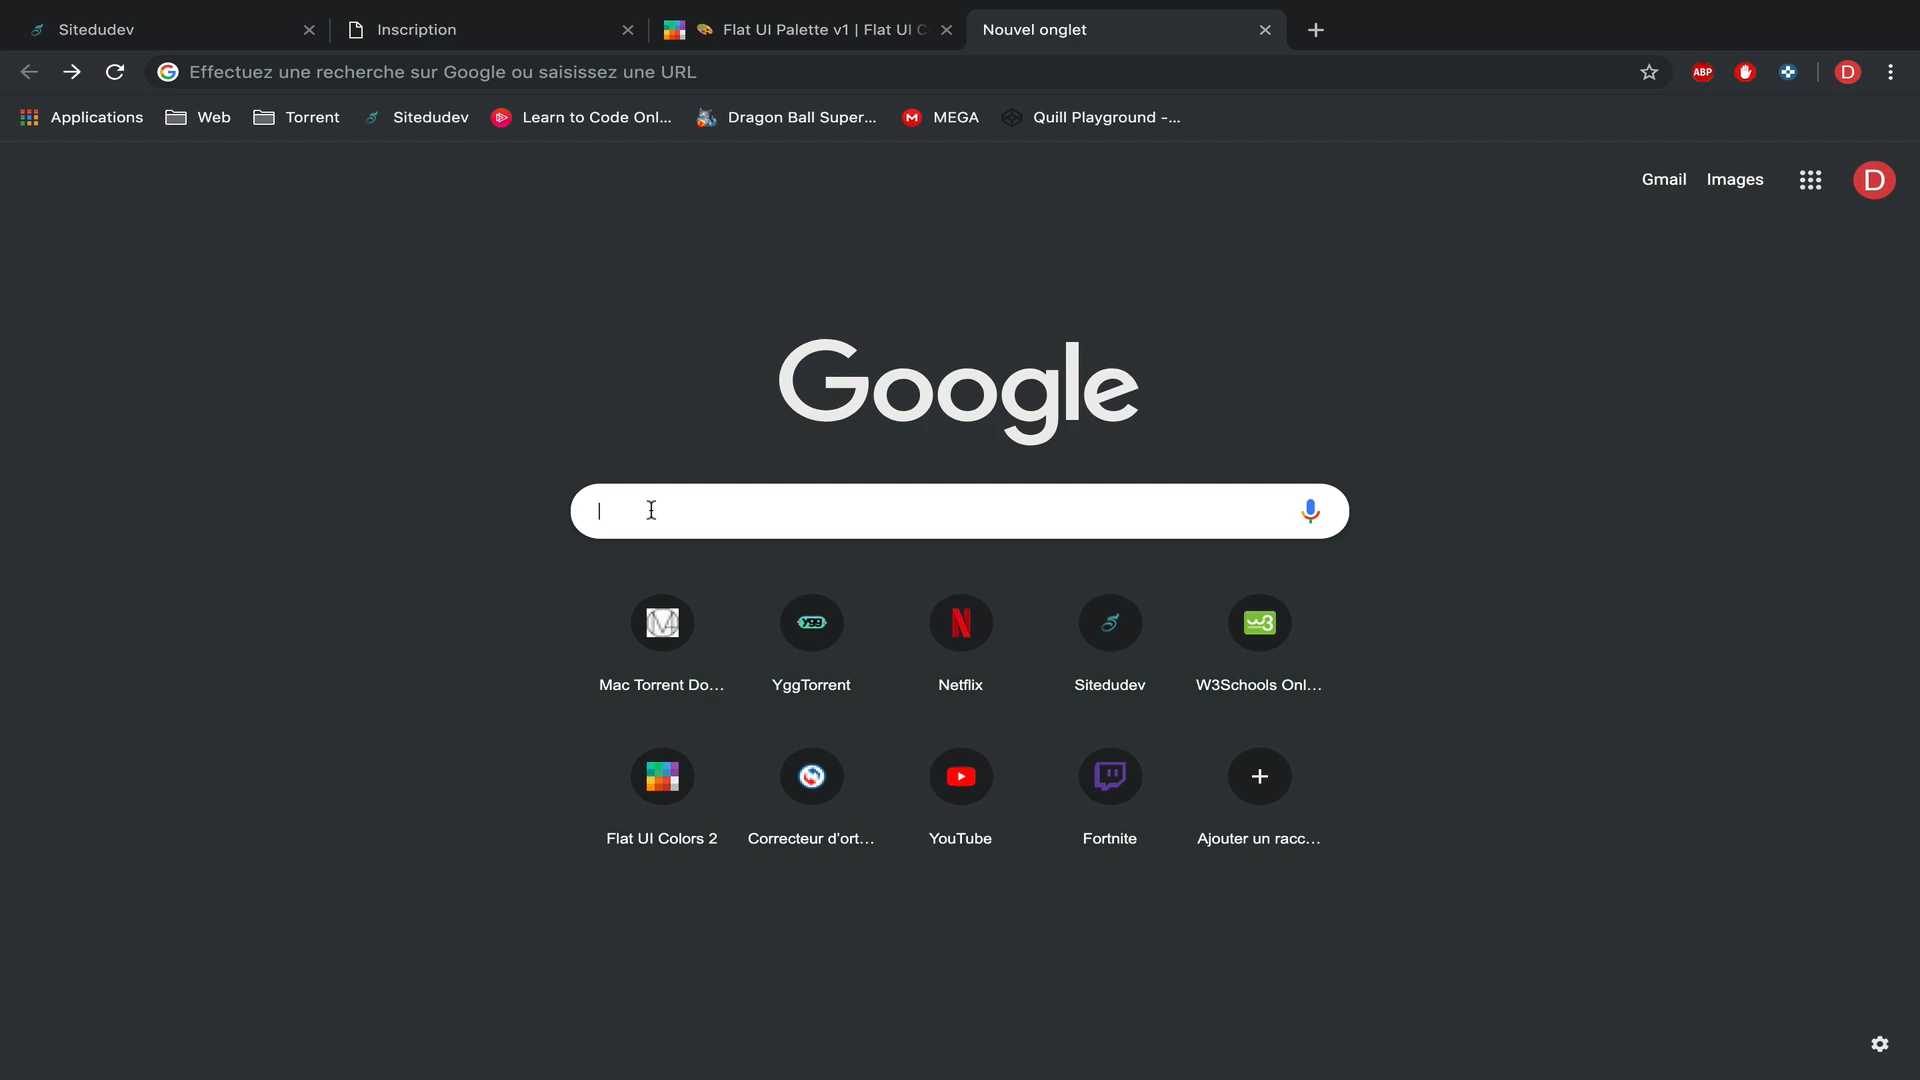 Sitedudev
Inscription
Flat UI Palette v1 | Flat UI C
Nouvel onglet
Effectuez une recherche sur Google ou saisissez une URL
ABP
D
Applications
Web
Torrent
Sitedudev
Learn to Code Onl...
Dragon Ball Super...
M
MEGA
Quill Playground -...
Gmail
Images
D
Google
ygg
N
w3
Mac Torrent Do...
YggTorrent
Netflix
Sitedudev
W3Schools Onl...
Flat UI Colors 2
Correcteur d'ort...
YouTube
Fortnite
Ajouter un racc...